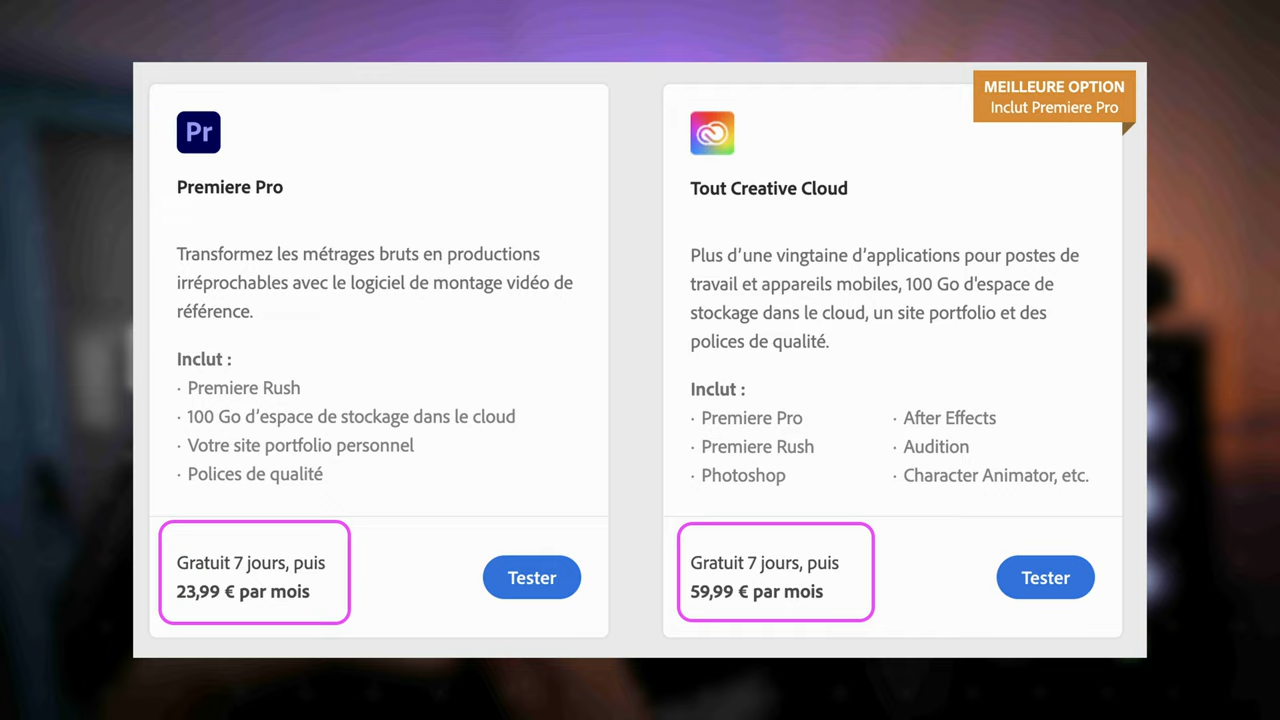 Pr
Premiere Pro
Transformez les métrages bruts en productions
irréprochables avec le logiciel de montage vidéo de
référence.
Inclut :
· Premiere Rush
· 100 Go d’espace de stockage dans le cloud
· Votre site portfolio personnel
· Polices de qualité
Gratuit 7 jours, puis
23,99 € par mois
Tester
MEILLEURE OPTION
Inclut Premiere Pro
Tout Creative Cloud
Plus d’une vingtaine d’applications pour postes de
travail et appareils mobiles, 100 Go d'espace de
stockage dans le cloud, un site portfolio et des
polices de qualité.
Inclut :
· Premiere Pro
· Premiere Rush
· Photoshop
· After Effects
· Audition
· Character Animator, etc.
Gratuit 7 jours, puis
59,99 € par mois
Tester